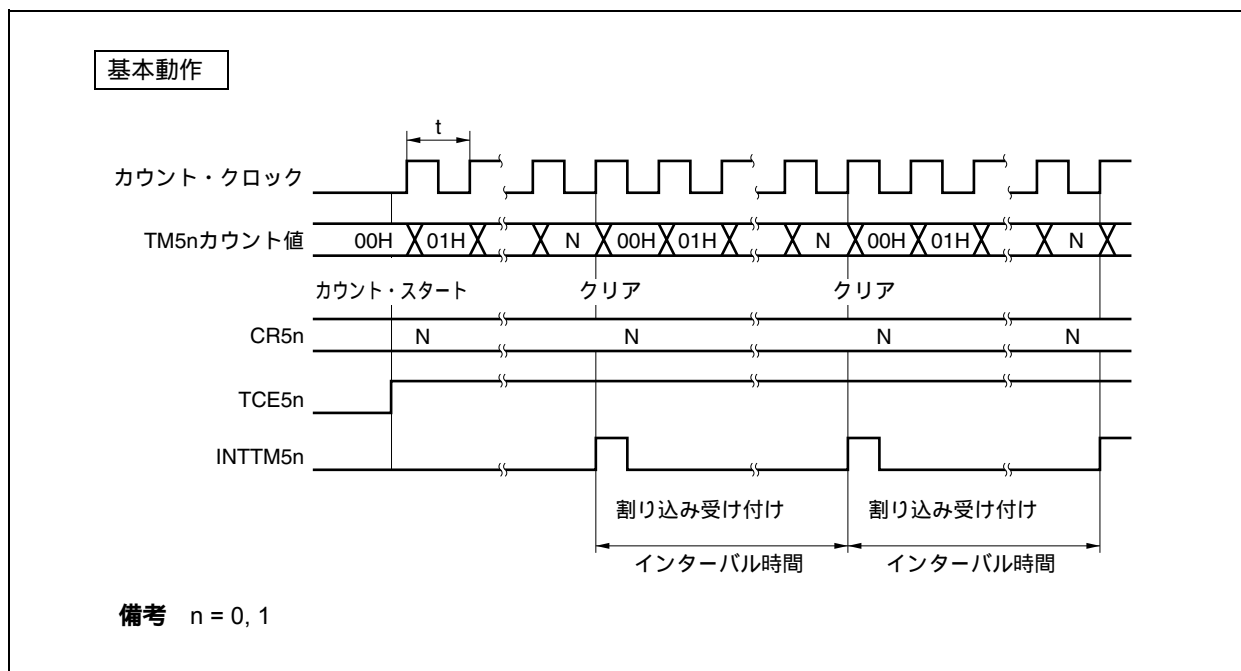 基本動作
t
カウント・クロック
TM5nカウント値 00H 01H N 00H 01H N 00H 01H N
カウント・スタート クリア クリア
CR5n N N N N
TCE5n
INTTM5n
割り込み受け付け 割り込み受け付け
インターバル時間 インターバル時間
備考 n = 0, 1